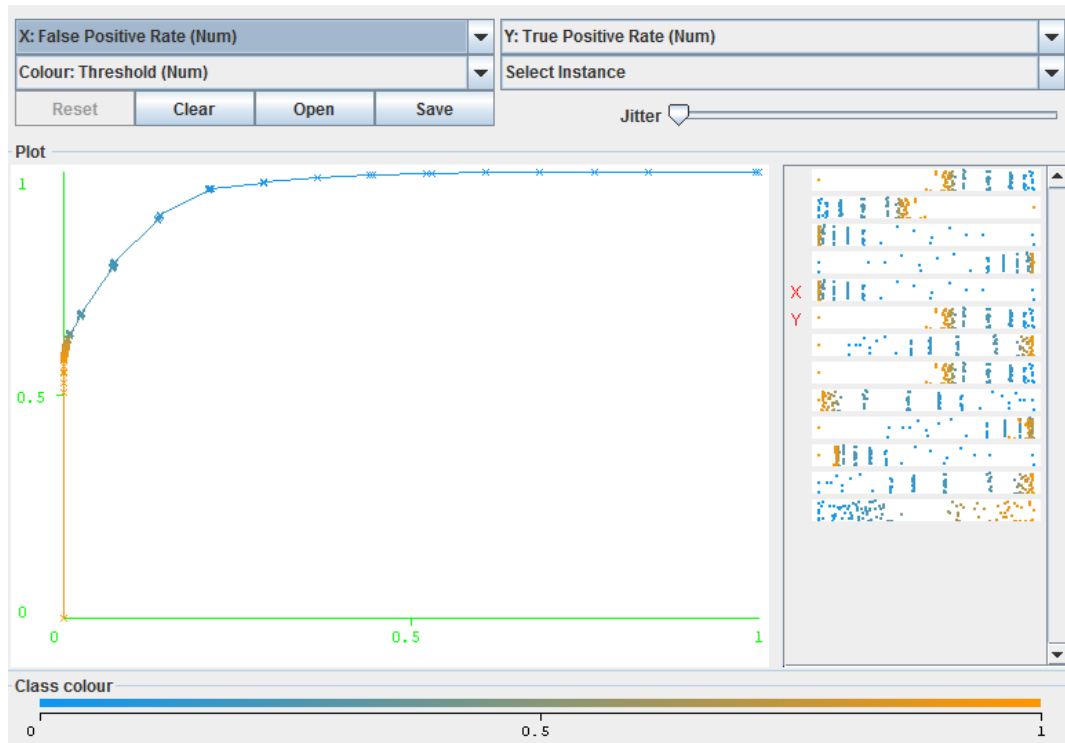 X: False Positive Rate (Num) Y: True Positive Rate (Num)
Colour: Threshold (Num) Select Instance
Reset Clear Open Save Jitter
Plot
1
0.5
0
0 0.5 1
X
Y
Class colour
0 0.5 1